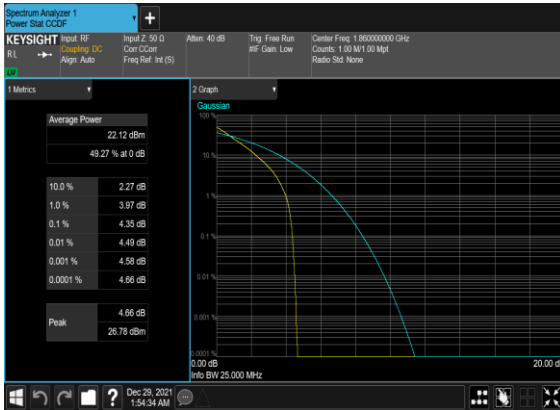 Spectrum Analyzer 1
Power Stat CCDF
KEYSIGHT
RL
LV
Input: RF
Coupling: DC
Align: Auto
Input Z: 50 Ω
Corr CCorr
Freq Ref: Int (S)
Atten: 40 dB
Trig: Free Run
#IF Gain: Low
Center Freq: 1.860000000 GHz
Counts: 1.00 M/1.00 Mpt
Radio Std: None
1 Metrics
Average Power
22.12 dBm
49.27 % at 0 dB
10.0 % 2.27 dB
1.0 % 3.97 dB
0.1 % 4.35 dB
0.01 % 4.49 dB
0.001 % 4.58 dB
0.0001 % 4.66 dB
Peak
4.66 dB
26.78 dBm
2 Graph
Gaussian
100 %
10 %
1 %
0.1 %
0.01 %
0.001 %
0.0001 %
0.00 dB
20.00 d
Info BW 25.000 MHz
?
Dec 29, 2021
1:54:34 AM